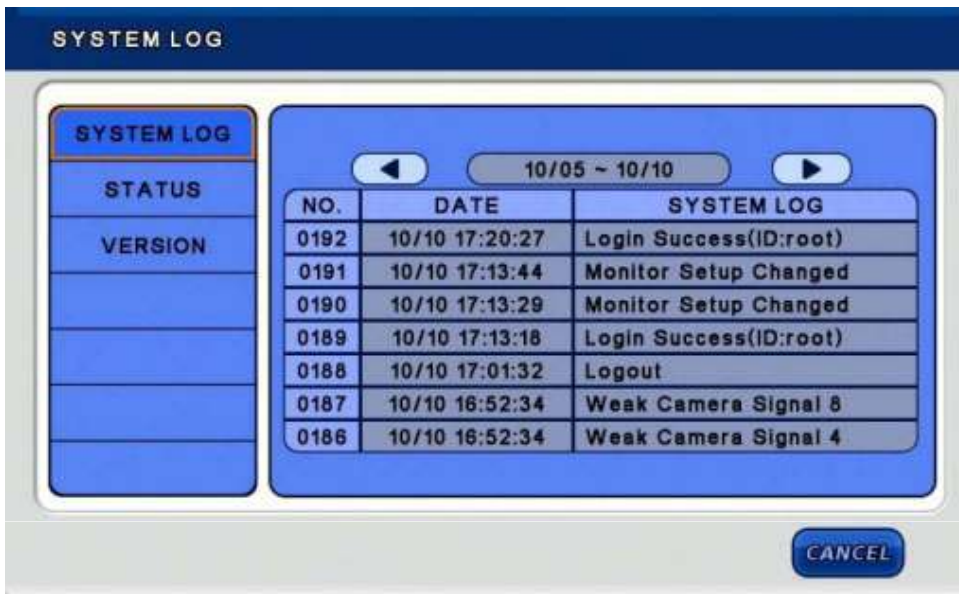 SYSTEM LOG
SYSTEM LOG
STATUS
VERSION
10/05 ~ 10/10
NO. DATE SYSTEM LOG
0192 10/10 17:20:27 Login Success(ID:root)
0191 10/10 17:13:44 Monitor Setup Changed
0190 10/10 17:13:29 Monitor Setup Changed
0189 10/10 17:13:18 Login Success(ID:root)
0188 10/10 17:01:32 Logout
0187 10/10 16:52:34 Weak Camera Signal 8
0186 10/10 16:52:34 Weak Camera Signal 4
CANCEL